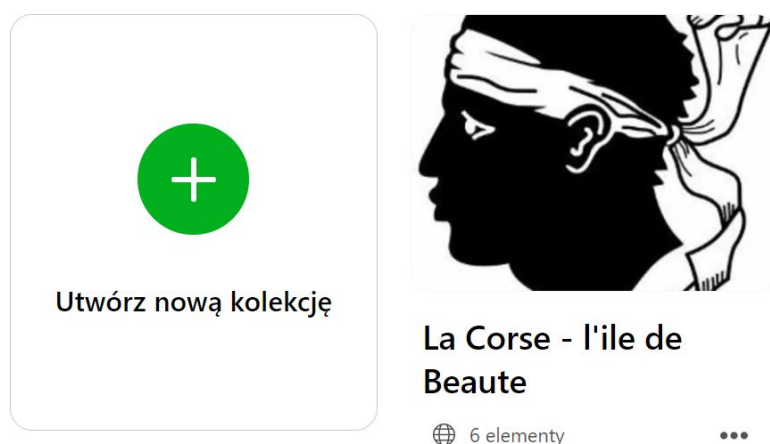 Utwórz nową kolekcję
La Corse - l'ile de
Beaute
6 elementy